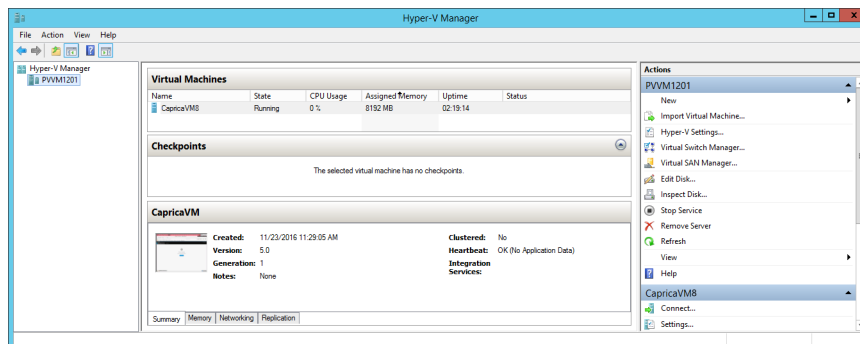 Hyper-V Manager
File Action View Help
Hyper-V Manager
PVVM1201
Virtual Machines
Name State CPU Usage Assigned Memory Uptime Status
CapricaVM8 Running 0 % 8192 MB 02:19:14
Checkpoints
The selected virtual machine has no checkpoints.
CapricaVM
Created: 11/23/2016 11:29:05 AM Clustered: No
Version: 5.0 Heartbeat: OK (No Application Data)
Generation: 1 Integration
Services:
Notes: None
Summary Memory Networking Replication
Actions
PVVM1201
New
Import Virtual Machine...
Hyper-V Settings...
Virtual Switch Manager...
Virtual SAN Manager...
Edit Disk...
Inspect Disk...
Stop Service
Remove Server
Refresh
View
Help
CapricaVM8
Connect...
Settings...